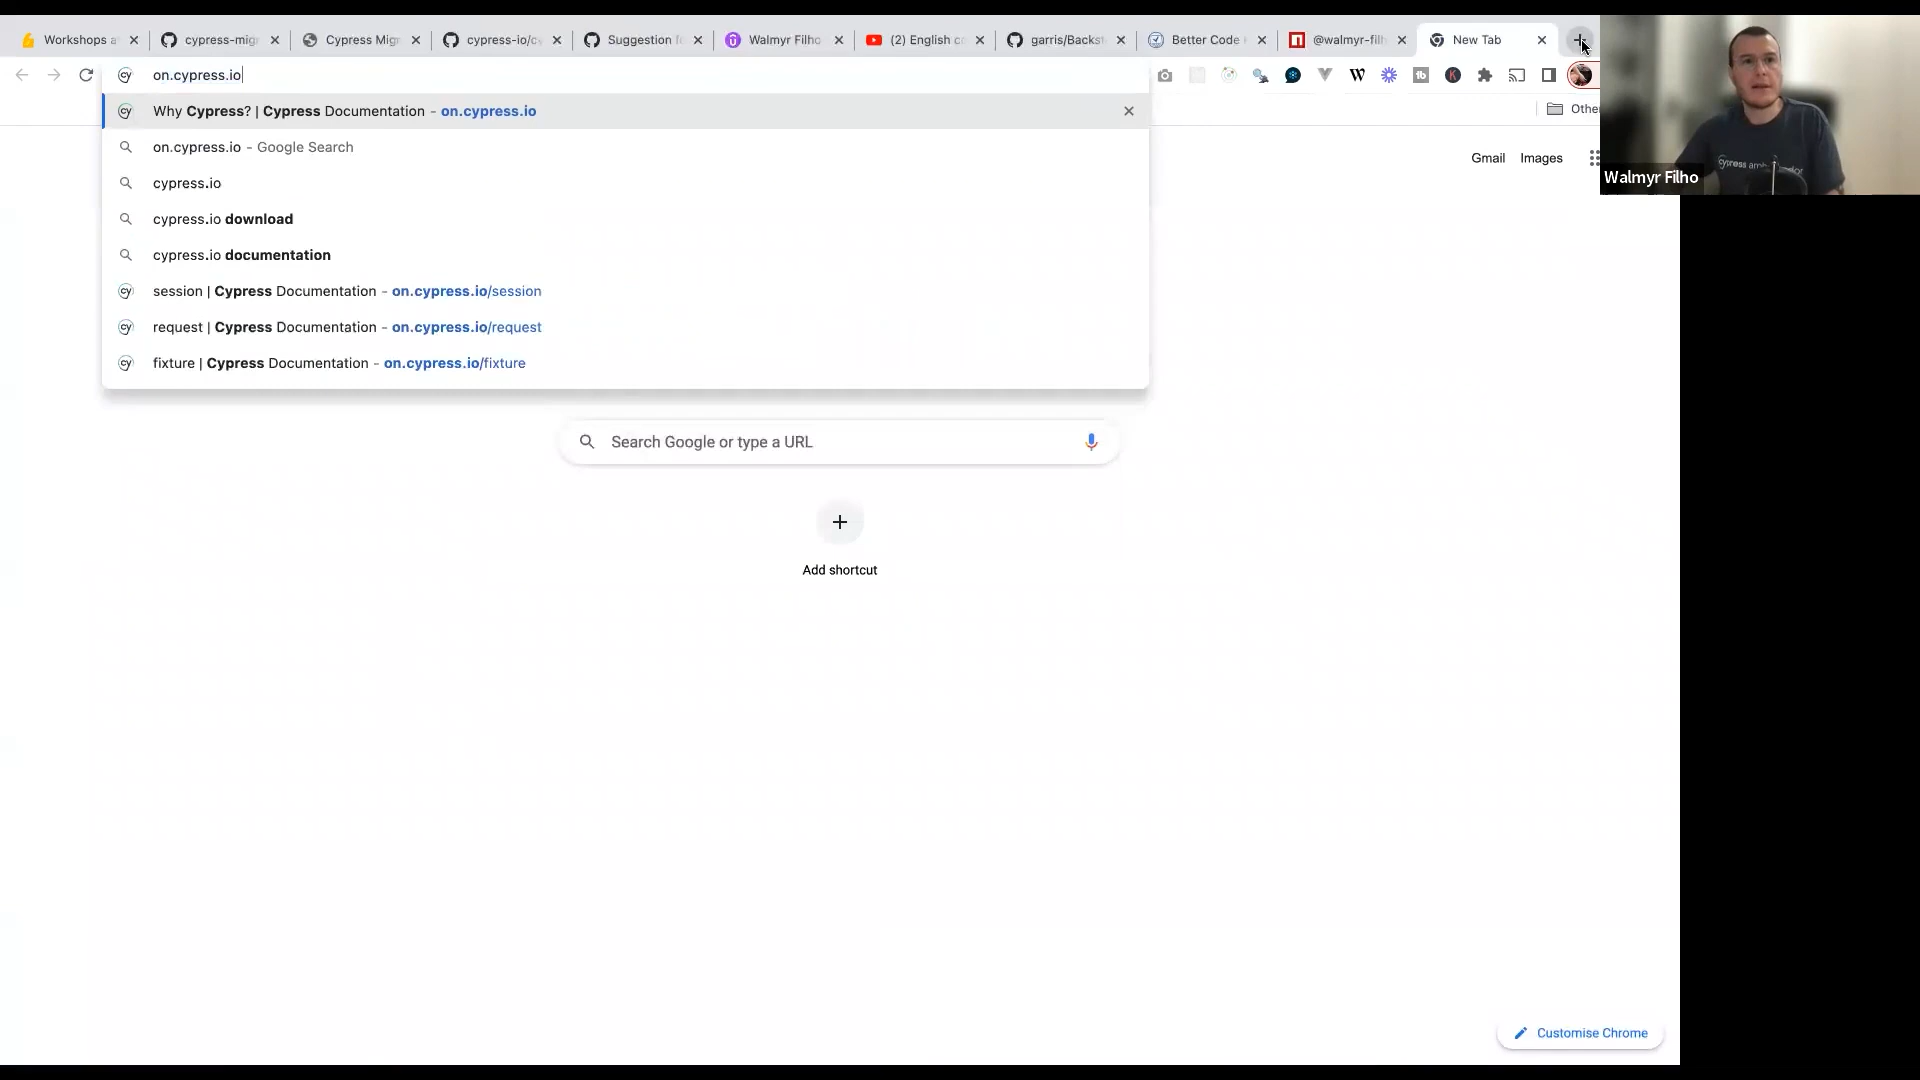 Workshops a
cypress-mig
Cypress Mig
cypress-io/c
Suggestion f
Walmyr Filho
(2) English c
garris/Backst
Better Code
@walmyr-filh
New Tab
on.cypress.io
Why Cypress? | Cypress Documentation - on.cypress.io
Other
on.cypress.io - Google Search
Gmail
Images
cypress.io
cypress ambassador
Walmyr Filho
cypress.io download
cypress.io documentation
session | Cypress Documentation - on.cypress.io/session
request | Cypress Documentation - on.cypress.io/request
fixture | Cypress Documentation - on.cypress.io/fixture
Search Google or type a URL
Add shortcut
Customise Chrome